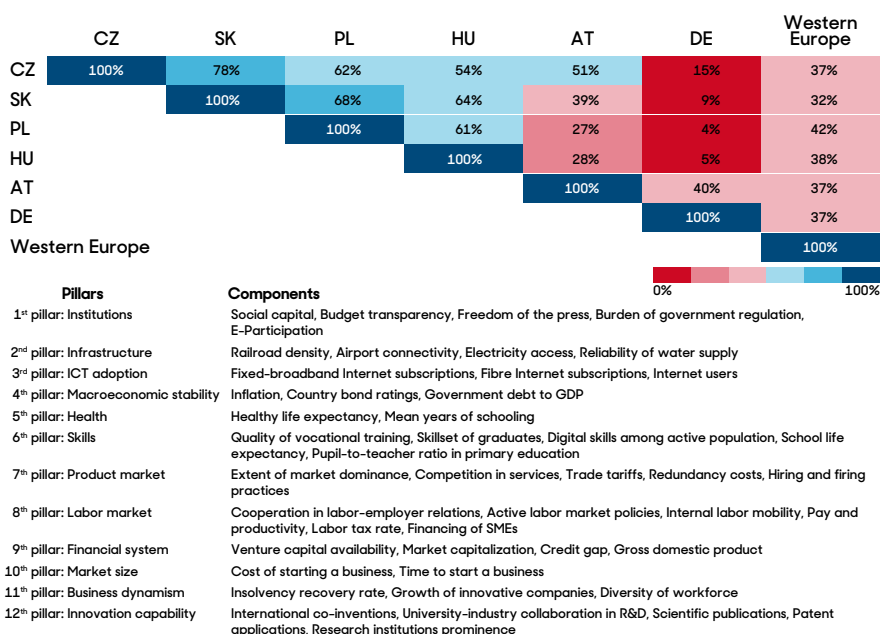 CZ SK PL HU AT DE Western Europe
CZ 100% 78% 62% 54% 51% 15% 37%
SK 100% 68% 64% 39% 9% 32%
PL 100% 61% 27% 4% 42%
HU 100% 28% 5% 38%
AT 100% 40% 37%
DE 100% 37%
Western Europe 100%
0% 100%
Pillars Components
1st pillar: Institutions Social capital, Budget transparency, Freedom of the press, Burden of government regulation,
E-Participation
2nd pillar: Infrastructure Railroad density, Airport connectivity, Electricity access, Reliability of water supply
3rd pillar: ICT adoption Fixed-broadband Internet subscriptions, Fibre Internet subscriptions, Internet users
4th pillar: Macroeconomic stability Inflation, Country bond ratings, Government debt to GDP
5th pillar: Health Healthy life expectancy, Mean years of schooling
6th pillar: Skills Quality of vocational training, Skillset of graduates, Digital skills among active population, School life
expectancy, Pupil-to-teacher ratio in primary education
7th pillar: Product market Extent of market dominance, Competition in services, Trade tariffs, Redundancy costs, Hiring and firing
practices
8th pillar: Labor market Cooperation in labor-employer relations, Active labor market policies, Internal labor mobility, Pay and
productivity, Labor tax rate, Financing of SMEs
9th pillar: Financial system Venture capital availability, Market capitalization, Credit gap, Gross domestic product
10th pillar: Market size Cost of starting a business, Time to start a business
11th pillar: Business dynamism Insolvency recovery rate, Growth of innovative companies, Diversity of workforce
12th pillar: Innovation capability International co-inventions, University-industry collaboration in R&D, Scientific publications, Patent
applications, Research institutions prominence